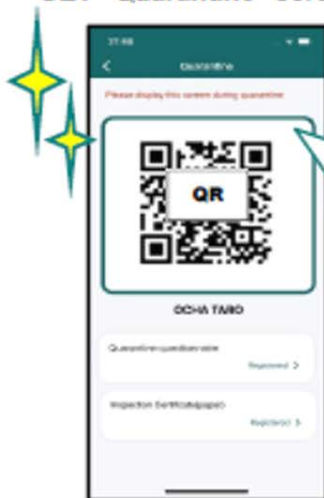 Quarantine
Please display this screen during quarantine
QR
OCHA TARO
Quarantine questionnaire
Registered >
Inspection Certificate(paper)
Registered >